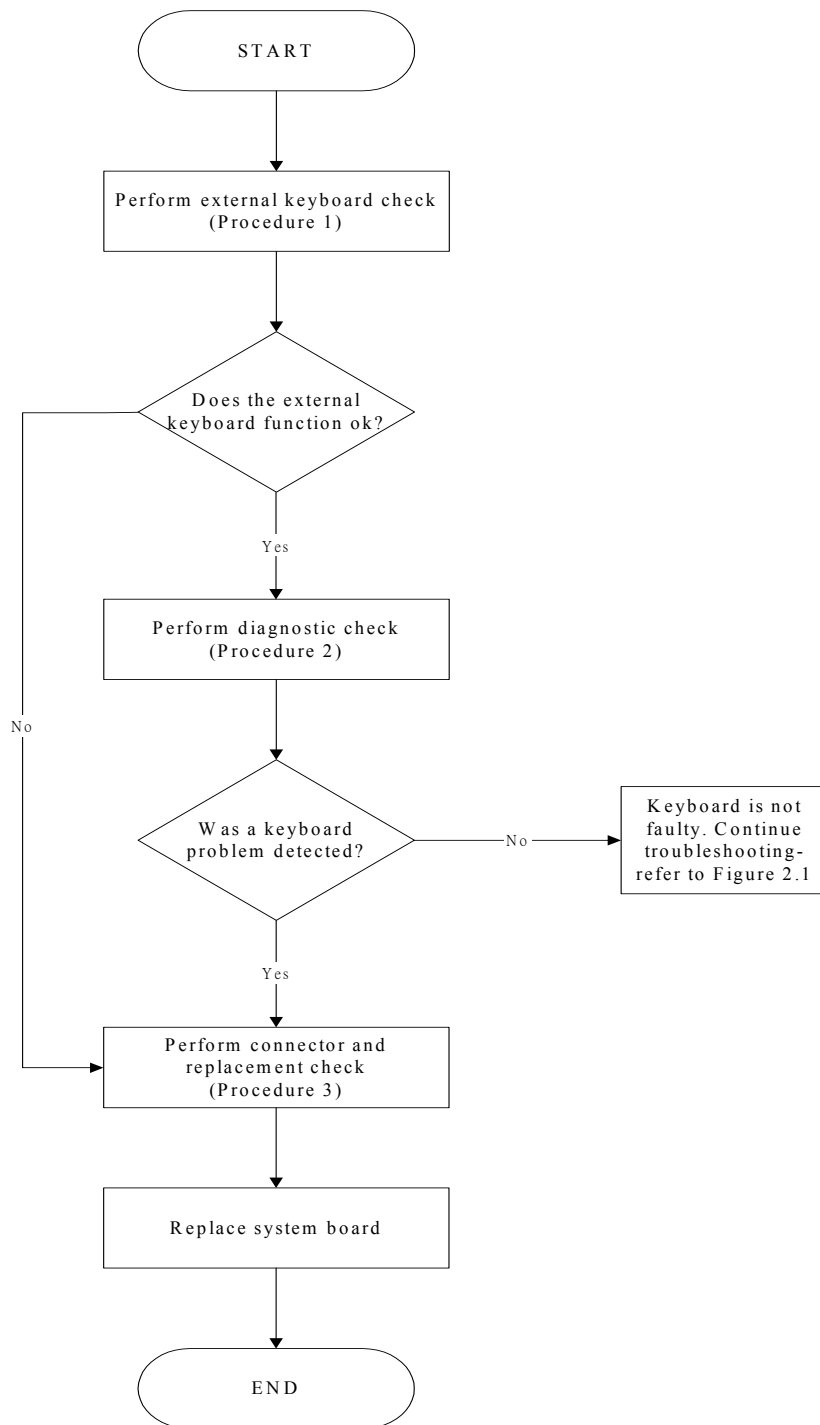 START
Perform external keyboard check
(Procedure 1)
Does the external
keyboard function ok?
Yes
Perform diagnostic check
(Procedure 2)
No
Was a keyboard
problem detected?
No
Keyboard is not
faulty. Continue
troubleshooting-
refer to Figure 2.1
Yes
Perform connector and
replacement check
(Procedure 3)
Replace system board
END